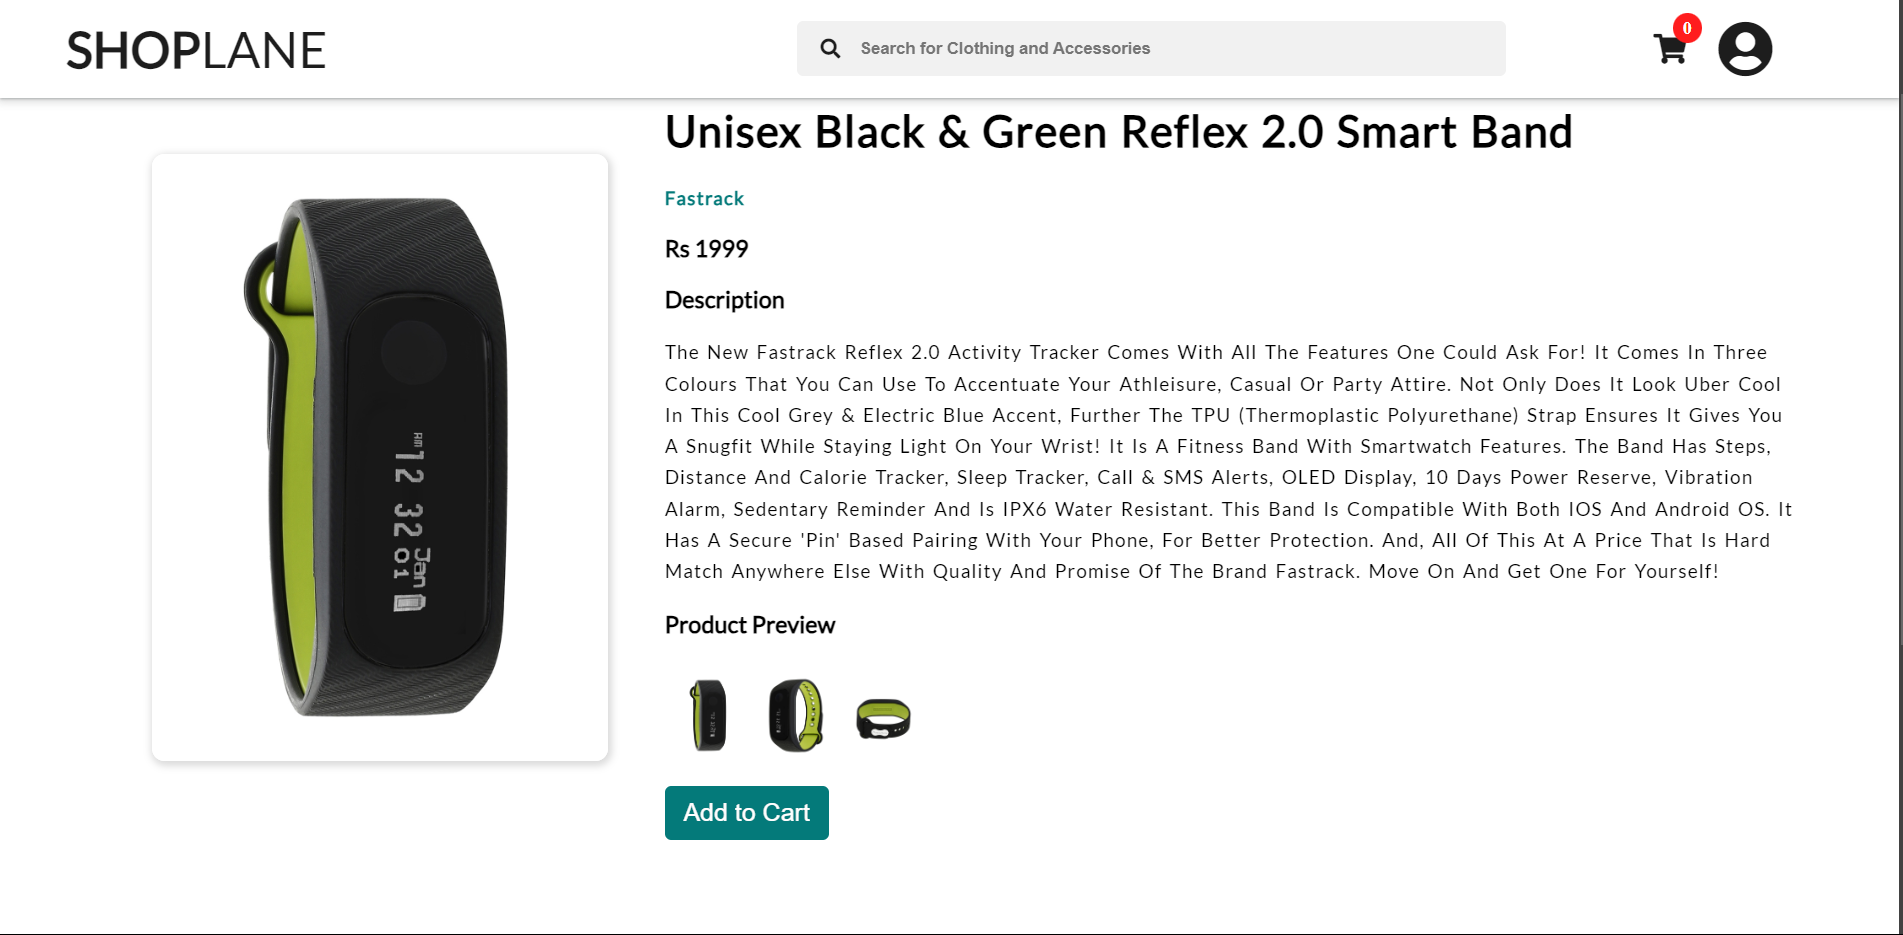 SHOPLANE
Search for Clothing and Accessories
0
Unisex Black & Green Reflex 2.0 Smart Band
Fastrack
Rs 1999
Description
The New Fastrack Reflex 2.0 Activity Tracker Comes With All The Features One Could Ask For! It Comes In Three
Colours That You Can Use To Accentuate Your Athleisure, Casual Or Party Attire. Not Only Does It Look Uber Cool
In This Cool Grey & Electric Blue Accent, Further The TPU (Thermoplastic Polyurethane) Strap Ensures It Gives You
A Snugfit While Staying Light On Your Wrist! It Is A Fitness Band With Smartwatch Features. The Band Has Steps,
Distance And Calorie Tracker, Sleep Tracker, Call & SMS Alerts, OLED Display, 10 Days Power Reserve, Vibration
Alarm, Sedentary Reminder And Is IPX6 Water Resistant. This Band Is Compatible With Both IOS And Android OS. It
Has A Secure 'Pin' Based Pairing With Your Phone, For Better Protection. And, All Of This At A Price That Is Hard
Match Anywhere Else With Quality And Promise Of The Brand Fastrack. Move On And Get One For Yourself!
AM
12 32
Jan
01
Product Preview
Add to Cart